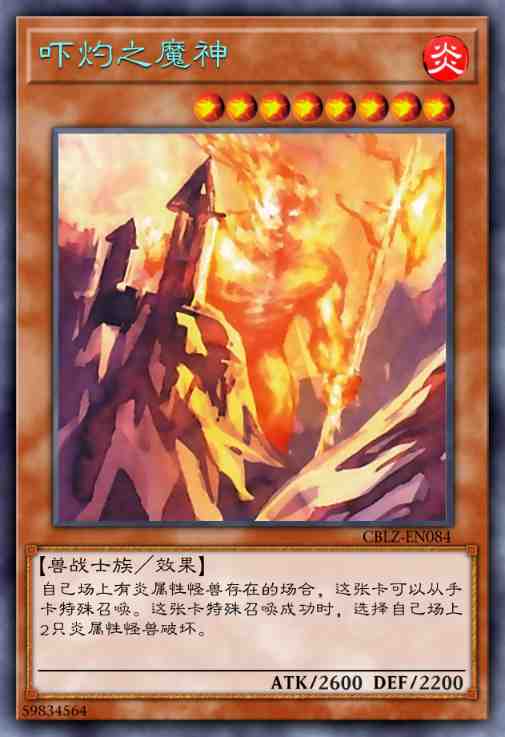 吓灼之魔神
炎
CBLZ-EN084
【兽战士族／效果】
自己场上有炎属性怪兽存在的场合，这张卡可以从手
卡特殊召唤。这张卡特殊召唤成功时，选择自己场上
2只炎属性怪兽破坏。
ATK/2600 DEF/2200
59834564